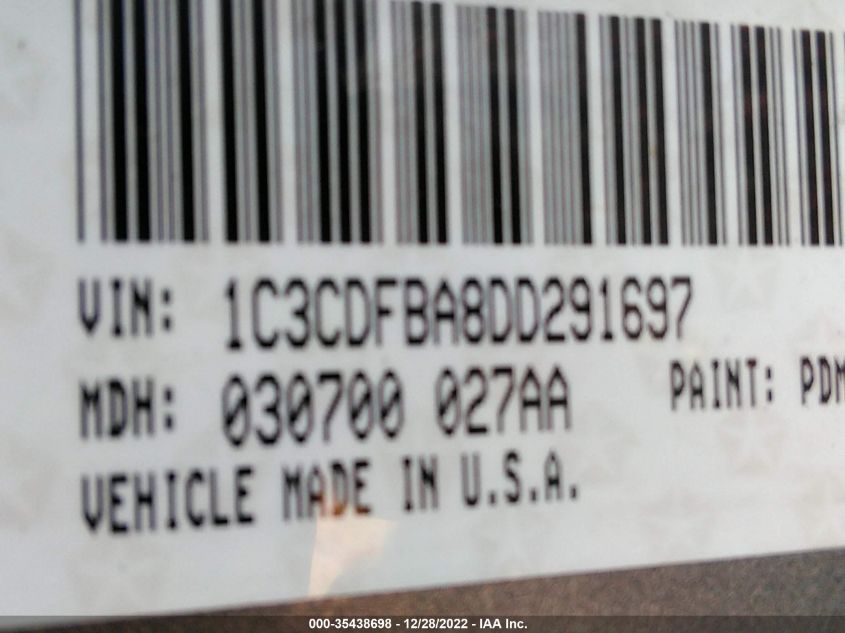 VIN: 1C3CDFBA8DD291697
MDH: 030700 027AA PAINT: PDM
VEHICLE MADE IN U.S.A.
000-35438698 - 12/28/2022 - IAA Inc.